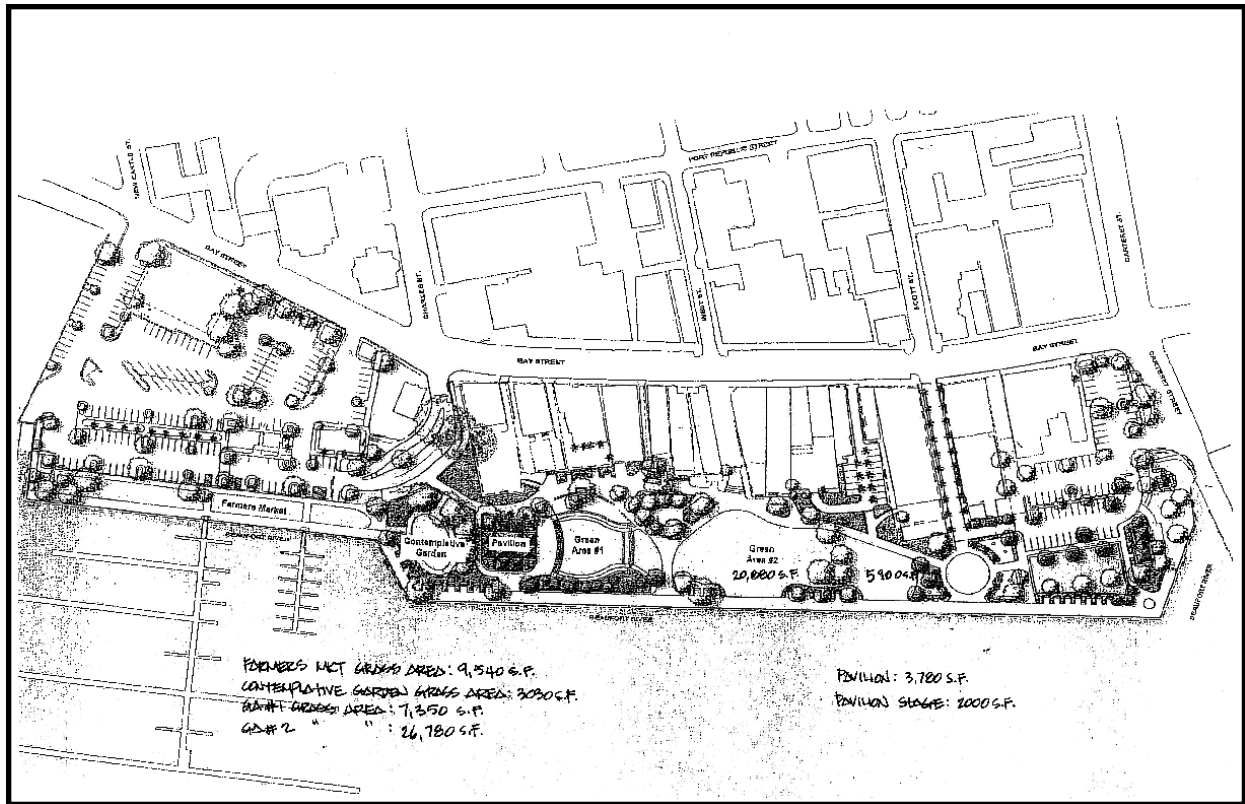 PORT REPUBLIC STREET
NEW CASTLE ST.
BAY STREET
CHARLES ST.
WEST ST.
SCOTT ST.
CARTERET ST.
BAY STREET
BAY STREET
CARTERET STREET
Farmers Market
BEAUFORT RIVER
Contemplative
Garden
Pavilion
Green
Area #1
Green
Area #2
20,880 S.F.
5900 S.F.
BEAUFORT RIVER
BEAUFORT RIVER
FARMERS MKT GRASS AREA: 9,540 S.F.
CONTEMPLATIVE GARDEN GRASS AREA: 3030 S.F.
GA#1 GRASS AREA: 7,350 S.F.
GA#2 " " : 26,780 S.F.
PAVILION: 3,780 S.F.
PAVILION STAGE: 2000 S.F.